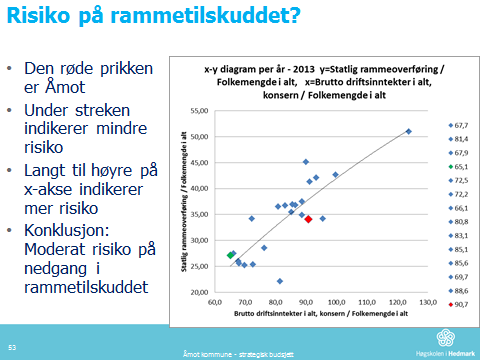 Risiko på rammetilskuddet?
• Den røde prikken
er Åmot
• Under streken
indikerer mindre
risiko
• Langt til høyre på
x-akse indikerer
mer risiko
• Konklusjon:
Moderat risiko på
nedgang i
rammetilskuddet
x-y diagram per år - 2013 y=Statlig rammeoverføring /
Folkemengde i alt, x=Brutto driftsinntekter i alt,
konsern / Folkemengde i alt
Statlig rammeoverføring / Folkemengde i alt
55,00
50,00
45,00
40,00
35,00
30,00
25,00
20,00
60,0 70,0 80,0 90,0 100,0 110,0 120,0 130,0
Brutto driftsinntekter i alt, konsern / Folkemengde i alt
67,7
81,4
67,9
65,1
72,5
72,2
66,1
80,8
83,1
85,1
85,6
69,7
88,6
90,7
53
Åmot kommune - strategisk budsjett
Høgskolen i Hedmark